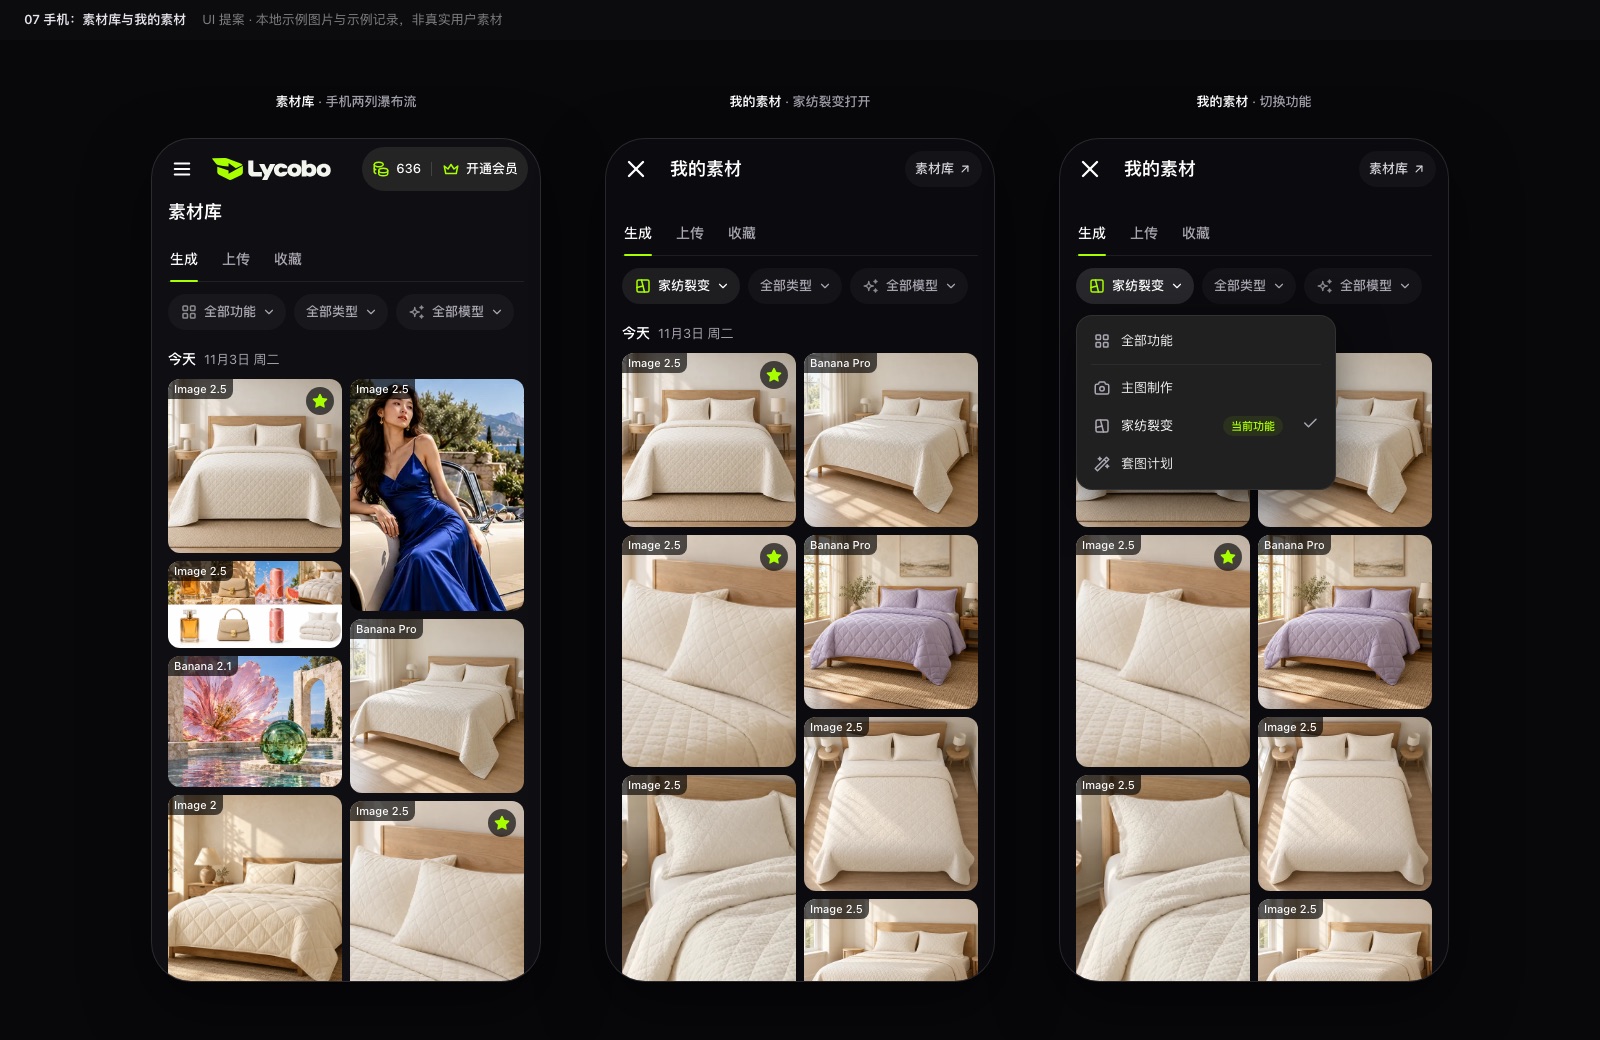 07 手机：素材库与我的素材 UI 提案 · 本地示例图片与示例记录，非真实用户素材
素材库 · 手机两列瀑布流
Lycobo
636
开通会员
素材库
生成 上传 收藏
全部功能 全部类型 全部模型
今天 11月3日 周二
Image 2.5
Image 2.5
Image 2.5
Banana Pro
Banana 2.1
Image 2
Image 2.5
我的素材 · 家纺裂变打开
我的素材
素材库
生成 上传 收藏
家纺裂变 全部类型 全部模型
今天 11月3日 周二
Image 2.5
Banana Pro
Image 2.5
Banana Pro
Image 2.5
Image 2.5
Image 2.5
我的素材 · 切换功能
我的素材
素材库
生成 上传 收藏
家纺裂变 全部类型 全部模型
全部功能
主图制作
家纺裂变 当前功能
套图计划
Image 2.5
Banana Pro
Image 2.5
Image 2.5
Image 2.5